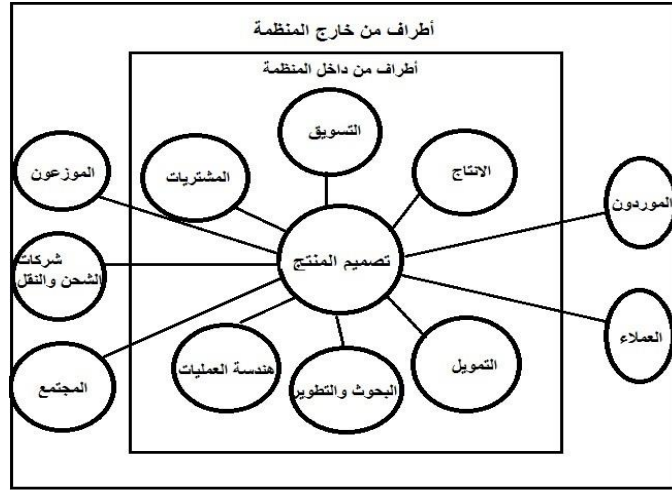 أطراف من خارج المنظمة
أطراف من داخل المنظمة
التسويق
الانتاج
المشتريات
الموزعون
الموردون
تصميم المنتج
شركات
الشحن والنقل
العملاء
التمويل
هندسة العمليات
البحوث والتطوير
المجتمع